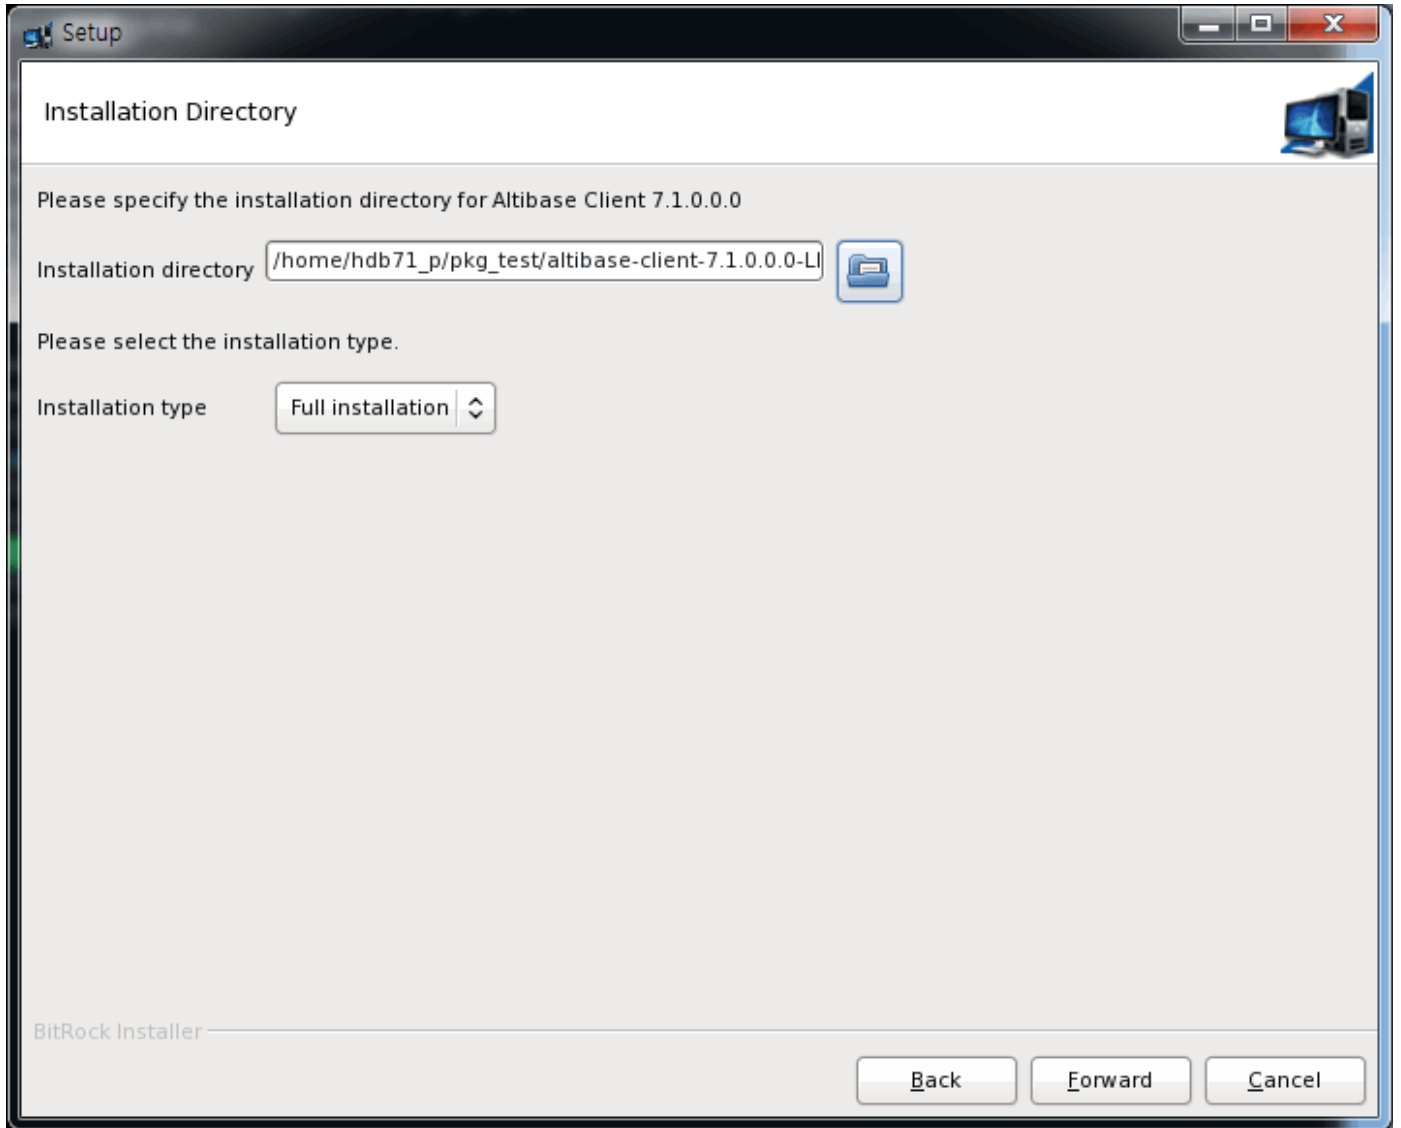 Setup
Installation Directory
Please specify the installation directory for Altibase Client 7.1.0.0.0
Installation directory /home/hdb71_p/pkg_test/altibase-client-7.1.0.0.0-LI
Please select the installation type.
Installation type Full installation
BitRock Installer
Back Forward Cancel